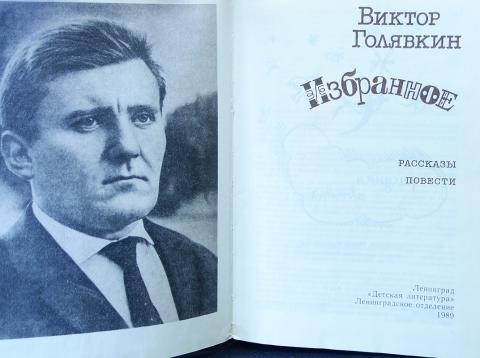 Виктор
Голявкин
Избранное
РАССКАЗЫ
ПОВЕСТИ
Ленинград
«Детская литература»
Ленинградское отделение
1989